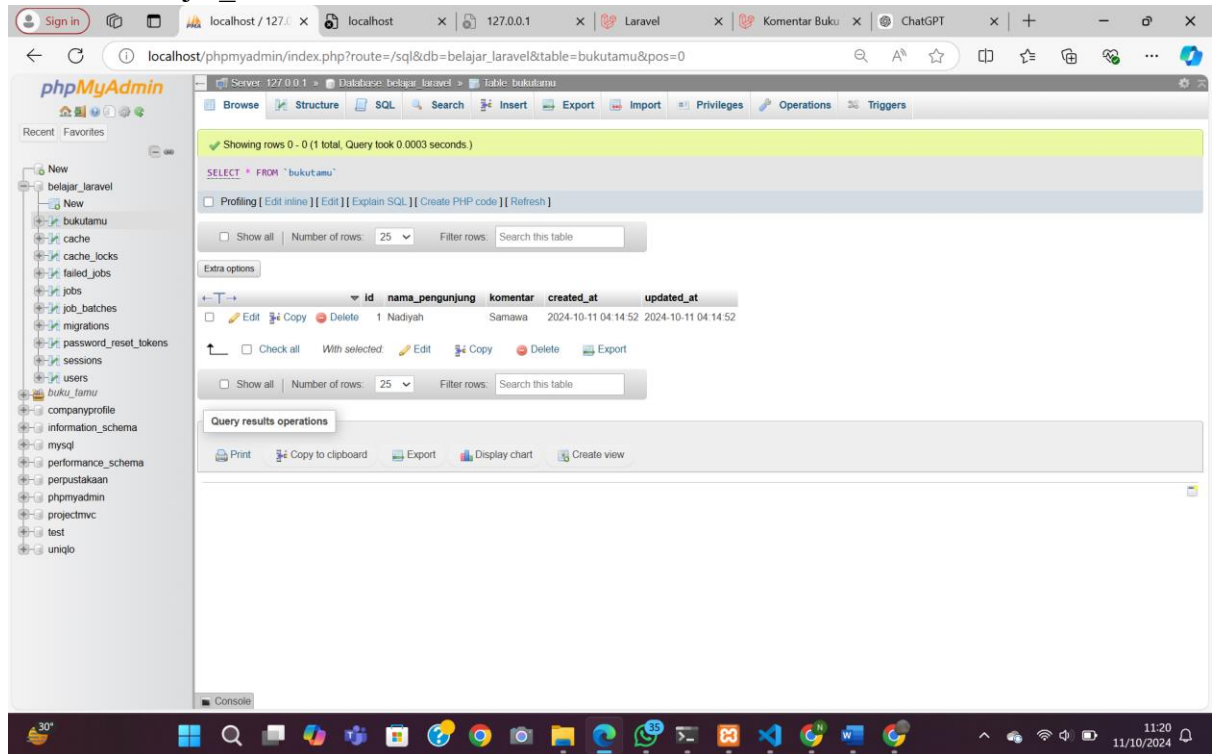 Sign in
localhost / 127.0
localhost
127.0.0.1
Laravel
Komentar Buku
ChatGPT
localhost/phpmyadmin/index.php?route=/sql&db=belajar_laravel&table=bukutamu&pos=0
phpMyAdmin
Recent Favorites
New
belajar_laravel
New
bukutamu
cache
cache_locks
failed_jobs
jobs
job_batches
migrations
password_reset_tokens
sessions
users
buku_tamu
companyprofile
information_schema
mysql
performance_schema
perpustakaan
phpmyadmin
projectmvc
test
uniqlo
Server: 127.0.0.1 » Database: belajar_laravel » Table: bukutamu
Browse Structure SQL Search Insert Export Import Privileges Operations Triggers
Showing rows 0 - 0 (1 total, Query took 0.0003 seconds.)
SELECT * FROM `bukutamu`
Profiling [ Edit inline ] [ Edit ] [ Explain SQL ] [ Create PHP code ] [ Refresh ]
Show all | Number of rows: 25 Filter rows: Search this table
Extra options
←T→ id nama_pengunjung komentar created_at updated_at
Edit Copy Delete 1 Nadiyah Samawa 2024-10-11 04:14:52 2024-10-11 04:14:52
Check all With selected: Edit Copy Delete Export
Show all | Number of rows: 25 Filter rows: Search this table
Query results operations
Print Copy to clipboard Export Display chart Create view
Console
30°
35
11:20
11/10/2024